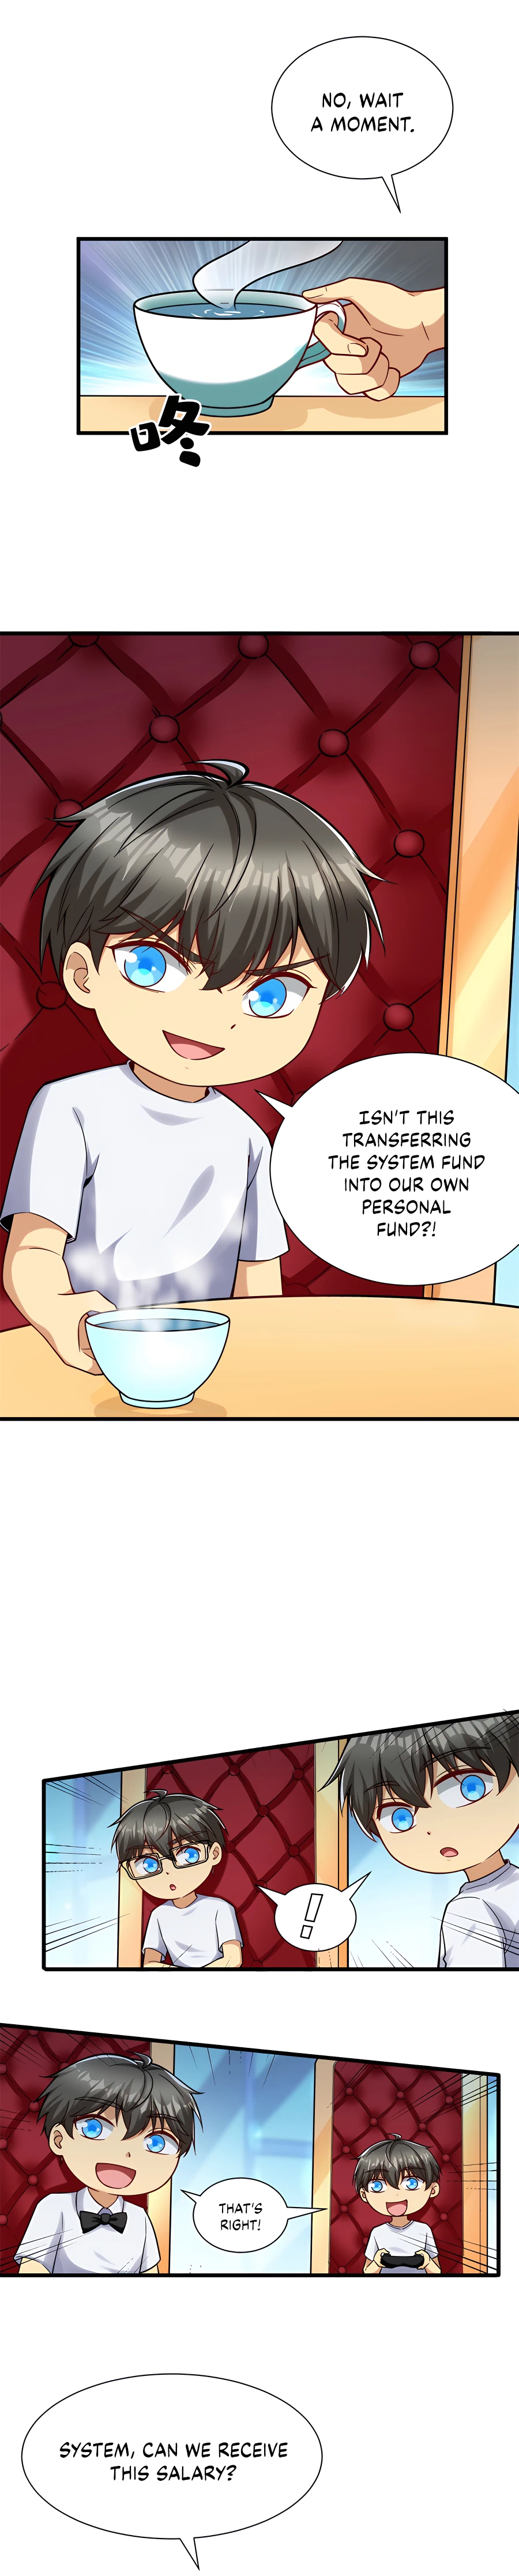 NO, WAIT
A MOMENT.
咚
ISN'T THIS
TRANSFERRING
THE SYSTEM FUND
INTO OUR OWN
PERSONAL
FUND?!
!
THAT'S
RIGHT!
SYSTEM, CAN WE RECEIVE
THIS SALARY?